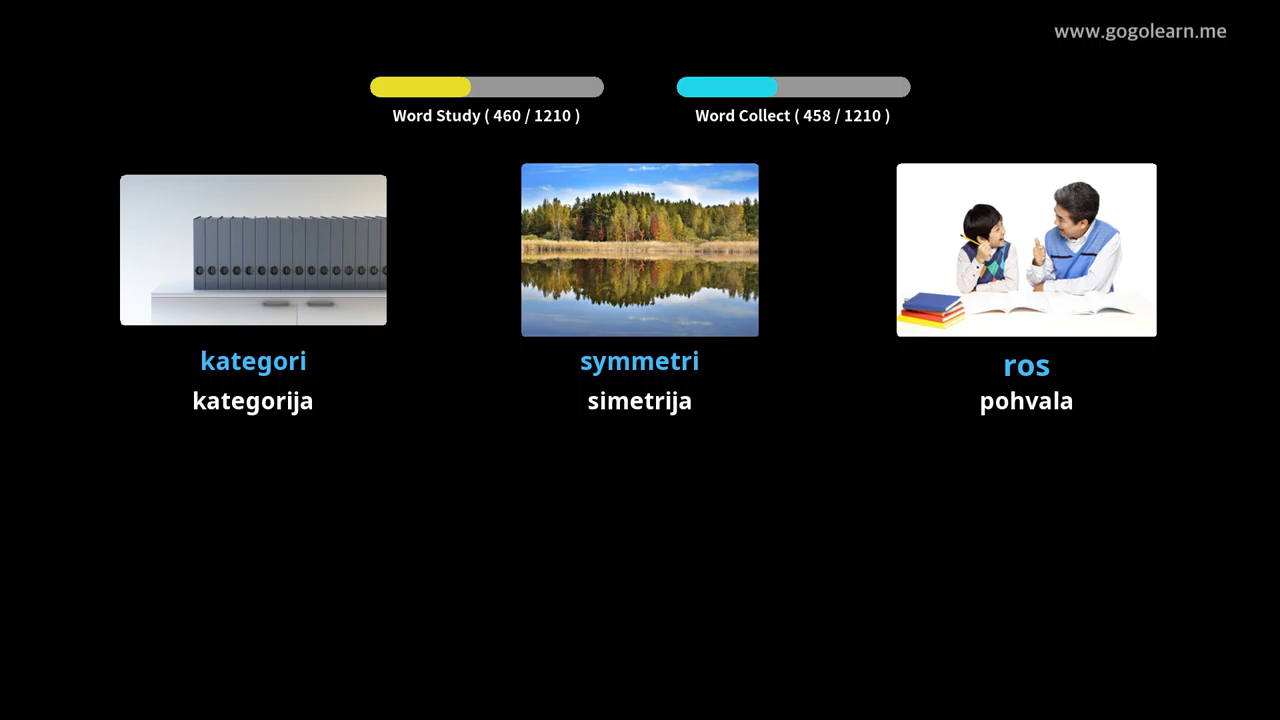 www.gogolearn.me
Word Study ( 460 / 1210 )
Word Collect ( 458 / 1210 )
kategori
kategorija
symmetri
simetrija
ros
pohvala